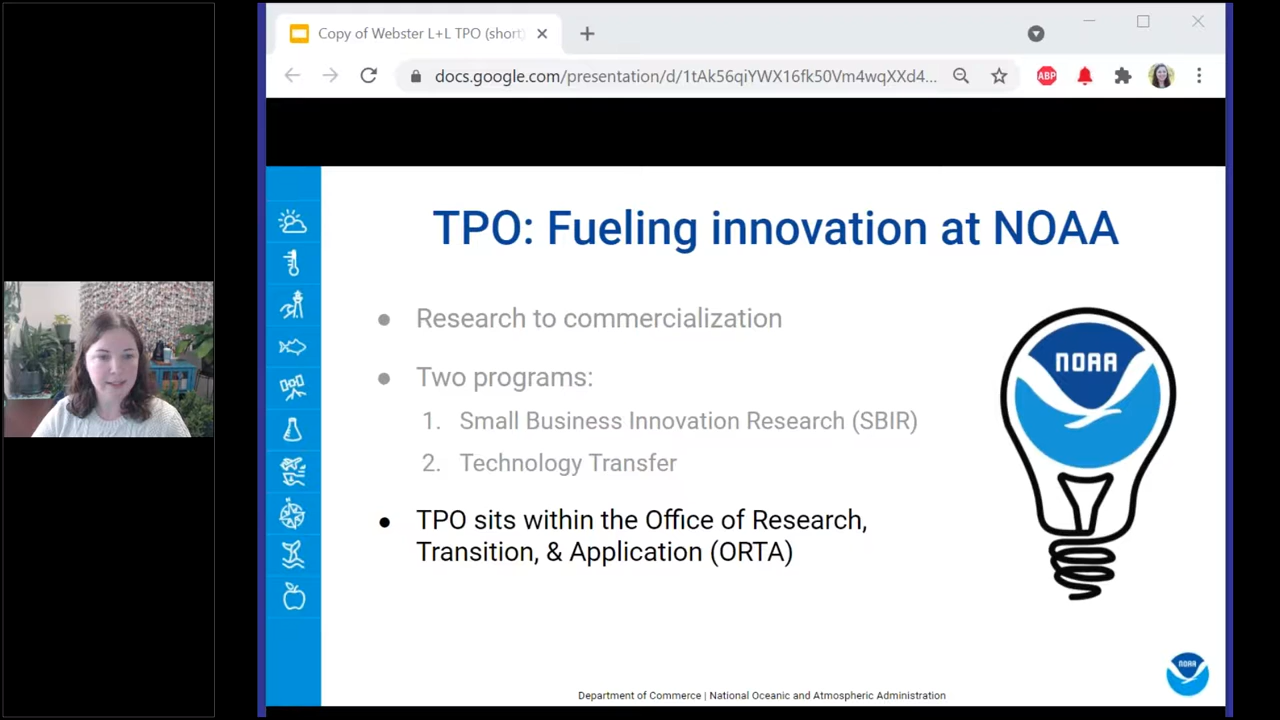 Copy of Webster L+L TPO (short)
docs.google.com/presentation/d/1tAk56qiYWX16fk50Vm4wqXXd4...
ABP
TPO: Fueling innovation at NOAA
● Research to commercialization
● Two programs:
1. Small Business Innovation Research (SBIR)
2. Technology Transfer
● TPO sits within the Office of Research,
Transition, & Application (ORTA)
NOAA
NOAA
Department of Commerce | National Oceanic and Atmospheric Administration